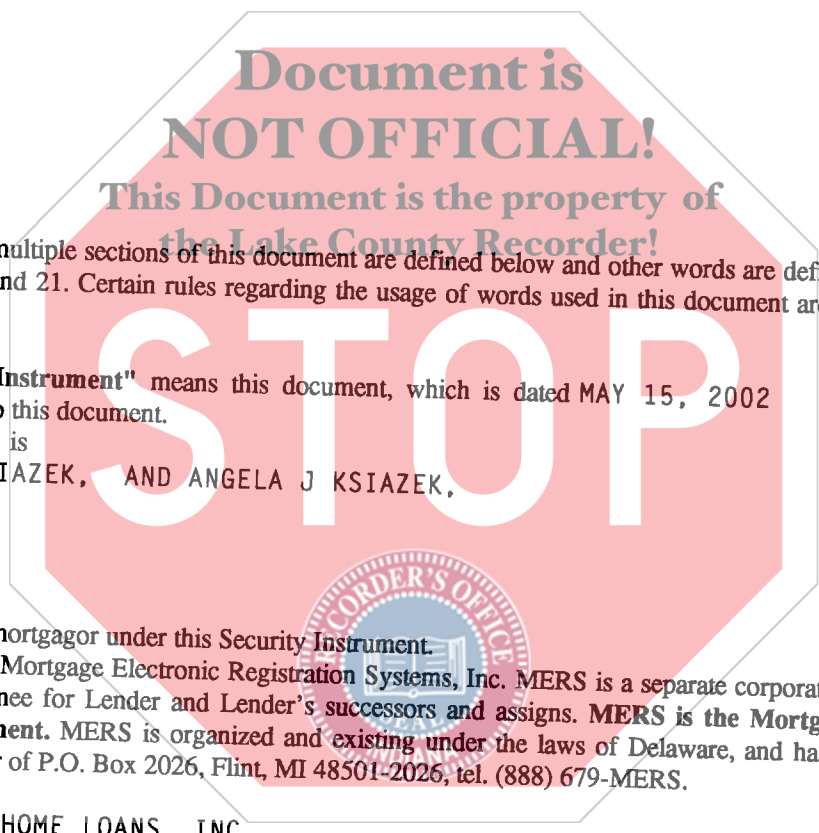 Document is
NOT OFFICIAL!
This Document is the property of
the Lake County Recorder!
multiple sections of this document are defined below and other words are defi
nd 21. Certain rules regarding the usage of words used in this document are
STOP
Instrument" means this document, which is dated MAY 15, 2002
o this document.
is
IAZEK, AND ANGELA J KSIAZEK,
RECORDER'S OFFICE
mortgagor under this Security Instrument.
Mortgage Electronic Registration Systems, Inc. MERS is a separate corporat
nee for Lender and Lender's successors and assigns. MERS is the Mortg
ment. MERS is organized and existing under the laws of Delaware, and ha
of P.O. Box 2026, Flint, MI 48501-2026, tel. (888) 679-MERS.
HOME LOANS, INC